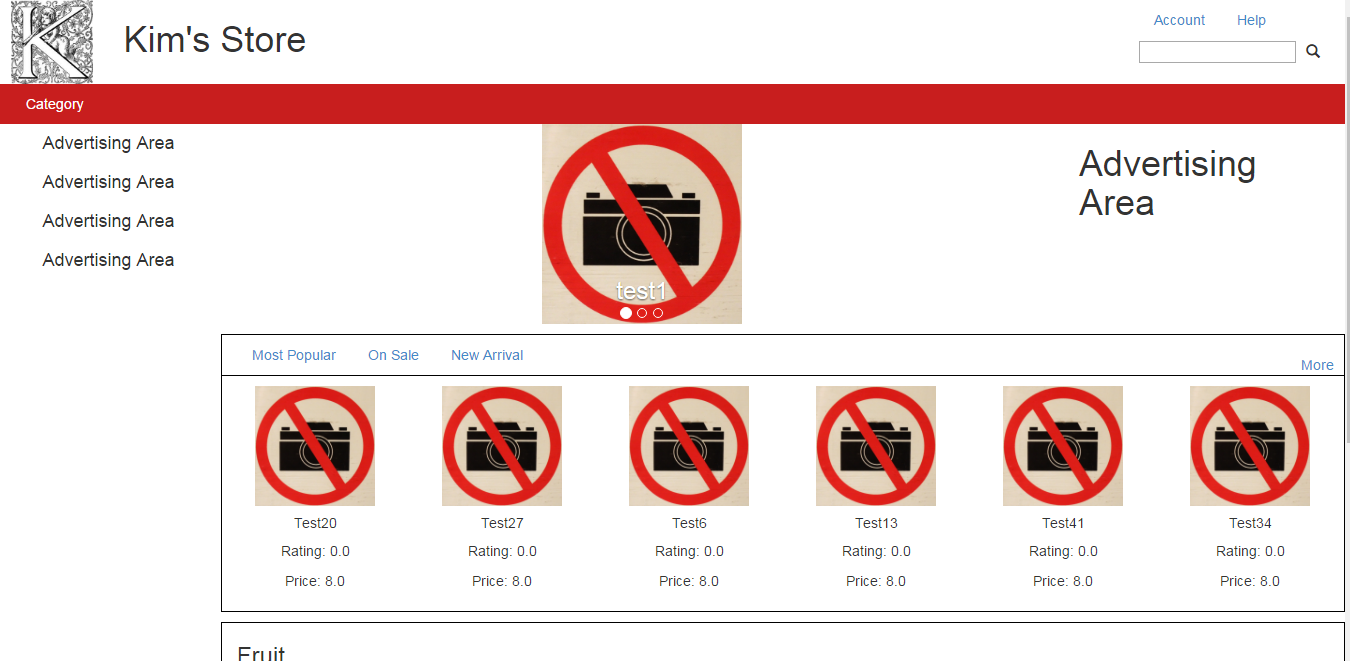 K
Kim's Store
Account Help
Category
Advertising Area
Advertising Area
Advertising Area
Advertising Area
test1
Advertising
Area
Most Popular On Sale New Arrival
More
Test20 Test27 Test6 Test13 Test41 Test34
Rating: 0.0 Rating: 0.0 Rating: 0.0 Rating: 0.0 Rating: 0.0 Rating: 0.0
Price: 8.0 Price: 8.0 Price: 8.0 Price: 8.0 Price: 8.0 Price: 8.0
Fruit